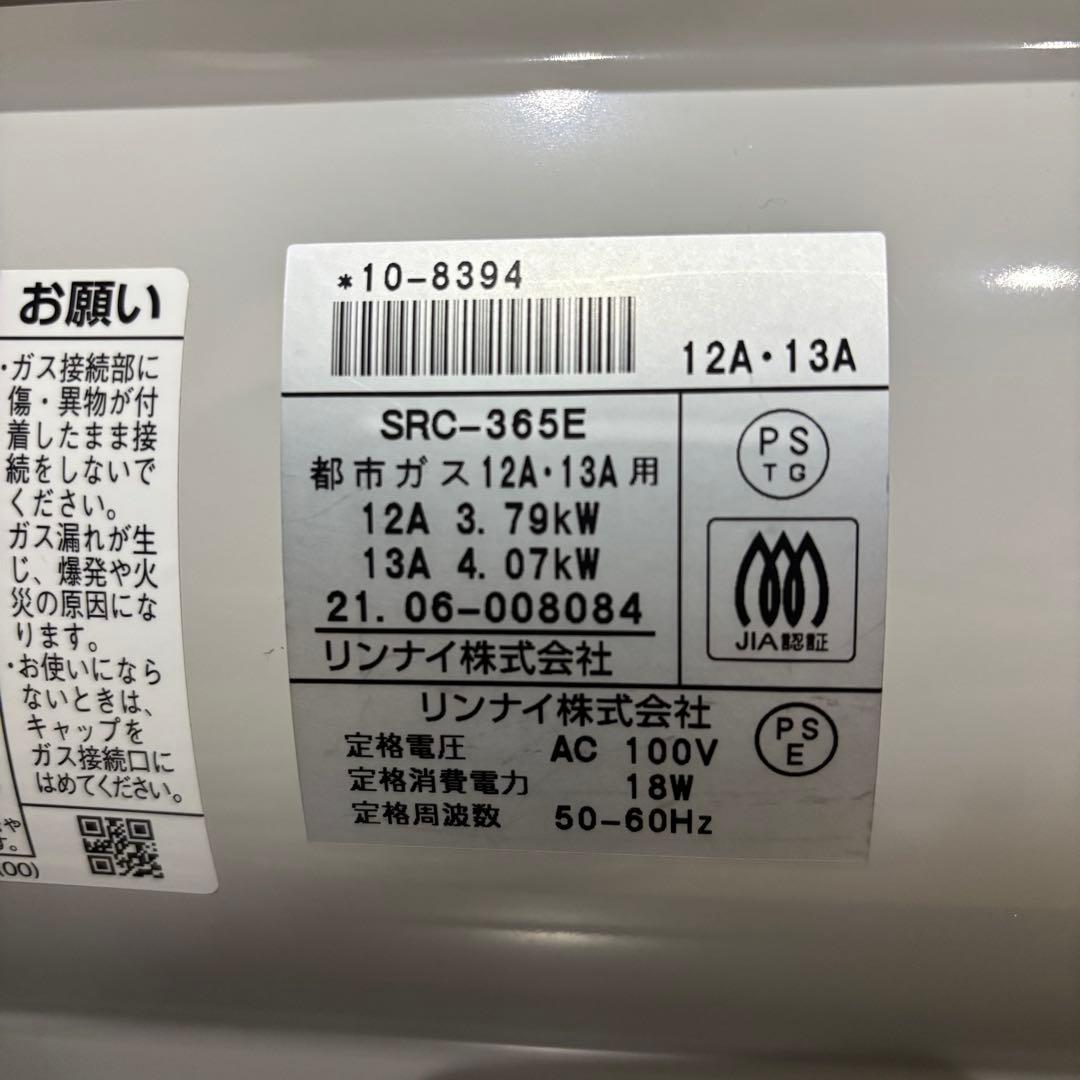 お願い
・ガス接続部に
傷・異物が付
着したまま接
続をしないで
ください。
ガス漏れが生
じ、爆発や火
災の原因にな
ります。
・お使いになら
ないときは、
キャップを
ガス接続口に
はめてください。
や
す。
00)
*10-8394
12A・13A
SRC-365E
都市ガス12A・13A用
12A 3.79kW
13A 4.07kW
21.06-008084
リンナイ株式会社
PS
TG
JIA認証
リンナイ株式会社
定格電圧 AC 100V
定格消費電力 18W
定格周波数 50-60Hz
PS
E